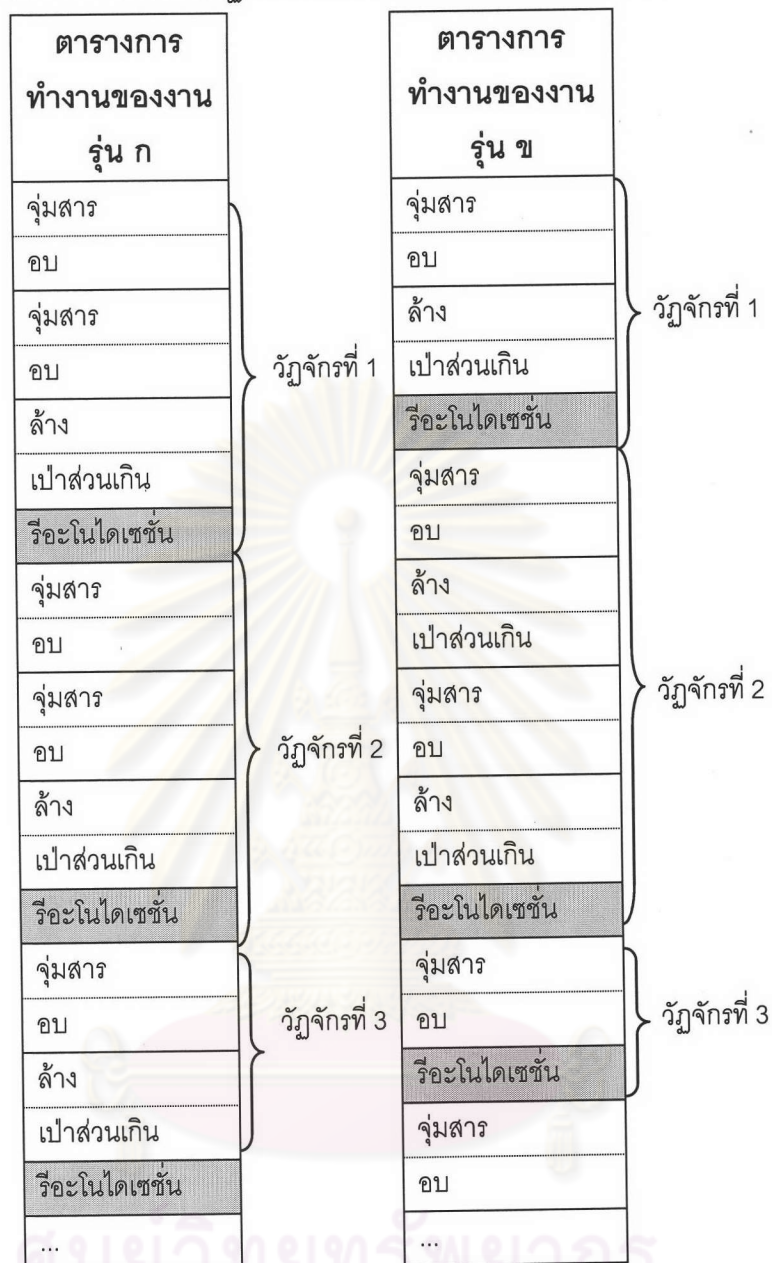 ตารางการ
ทำงานของงาน
รุ่น ก
จุ่มสาร
อบ
จุ่มสาร
อบ
ล้าง
เป่าส่วนเกิน
รีอะโนไดเซชั่น
วัฏจักรที่ 1
จุ่มสาร
อบ
จุ่มสาร
อบ
ล้าง
เป่าส่วนเกิน
รีอะโนไดเซชั่น
วัฏจักรที่ 2
จุ่มสาร
อบ
ล้าง
เป่าส่วนเกิน
วัฏจักรที่ 3
รีอะโนไดเซชั่น
...
ตารางการ
ทำงานของงาน
รุ่น ข
จุ่มสาร
อบ
ล้าง
เป่าส่วนเกิน
รีอะโนไดเซชั่น
วัฏจักรที่ 1
จุ่มสาร
อบ
ล้าง
เป่าส่วนเกิน
จุ่มสาร
อบ
ล้าง
เป่าส่วนเกิน
รีอะโนไดเซชั่น
วัฏจักรที่ 2
จุ่มสาร
อบ
รีอะโนไดเซชั่น
วัฏจักรที่ 3
จุ่มสาร
อบ
...
ศูนย์วิทยทรัพยากร